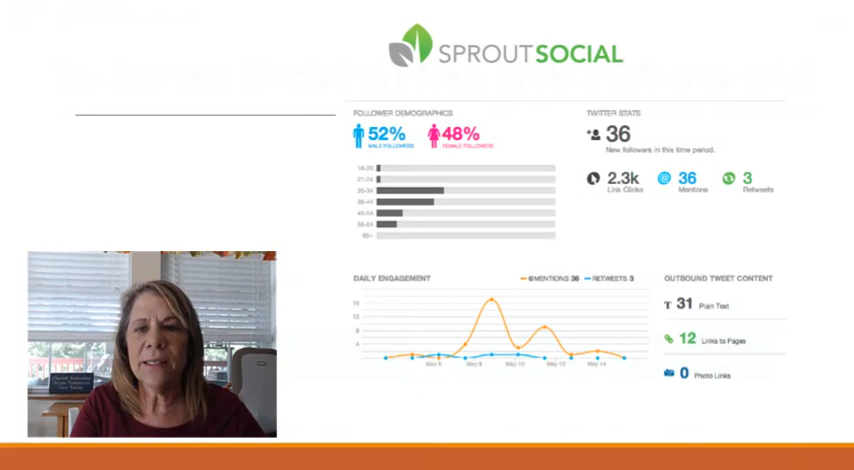 SPROUTSOCIAL
FOLLOWER DEMOGRAPHICS
52%
MALE FOLLOWERS
48%
FEMALE FOLLOWERS
18-20
21-24
25-34
35-44
45-54
55-64
65+
TWITTER STATS
36
New followers in this time period.
2.3k
Link Clicks
36
Mentions
3
Retweets
DAILY ENGAGEMENT
@MENTIONS 36
RETWEETS 3
16
12
8
4
May 6
May 8
May 10
May 12
May 14
OUTBOUND TWEET CONTENT
T 31 Plain Text
12 Links to Pages
0 Photo Links